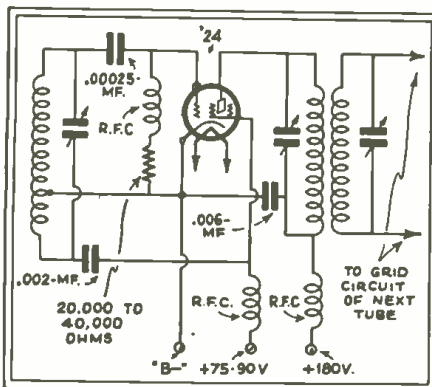 '24
.00025-
MF.
R.F.C
.006-
MF
.002-MF.
20,000 TO
40,000
OHMS
R.F.C.
R.F.C
TO GRID
CIRCUIT
OF NEXT
TUBE
"B-"
+75-90V
+180V.